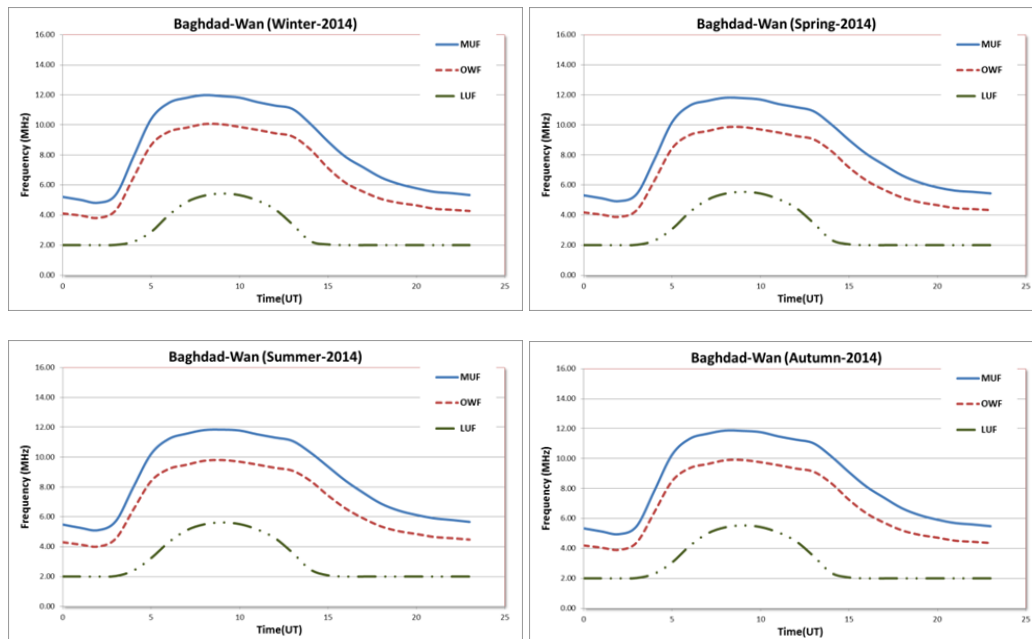 Baghdad-Wan (Winter-2014)
16.00
14.00
12.00
10.00
8.00
6.00
4.00
2.00
0.00
Frequency (MHz)
0 5 10 15 20 25
Time(UT)
MUF
OWF
LUF
Baghdad-Wan (Spring-2014)
16.00
14.00
12.00
10.00
8.00
6.00
4.00
2.00
0.00
Frequency (MHz)
0 5 10 15 20 25
Time(UT)
MUF
OWF
LUF
Baghdad-Wan (Summer-2014)
16.00
14.00
12.00
10.00
8.00
6.00
4.00
2.00
0.00
Frequency (MHz)
0 5 10 15 20 25
Time(UT)
MUF
OWF
LUF
Baghdad-Wan (Autumn-2014)
16.00
14.00
12.00
10.00
8.00
6.00
4.00
2.00
0.00
Frequency (MHz)
0 5 10 15 20 25
Time(UT)
MUF
OWF
LUF